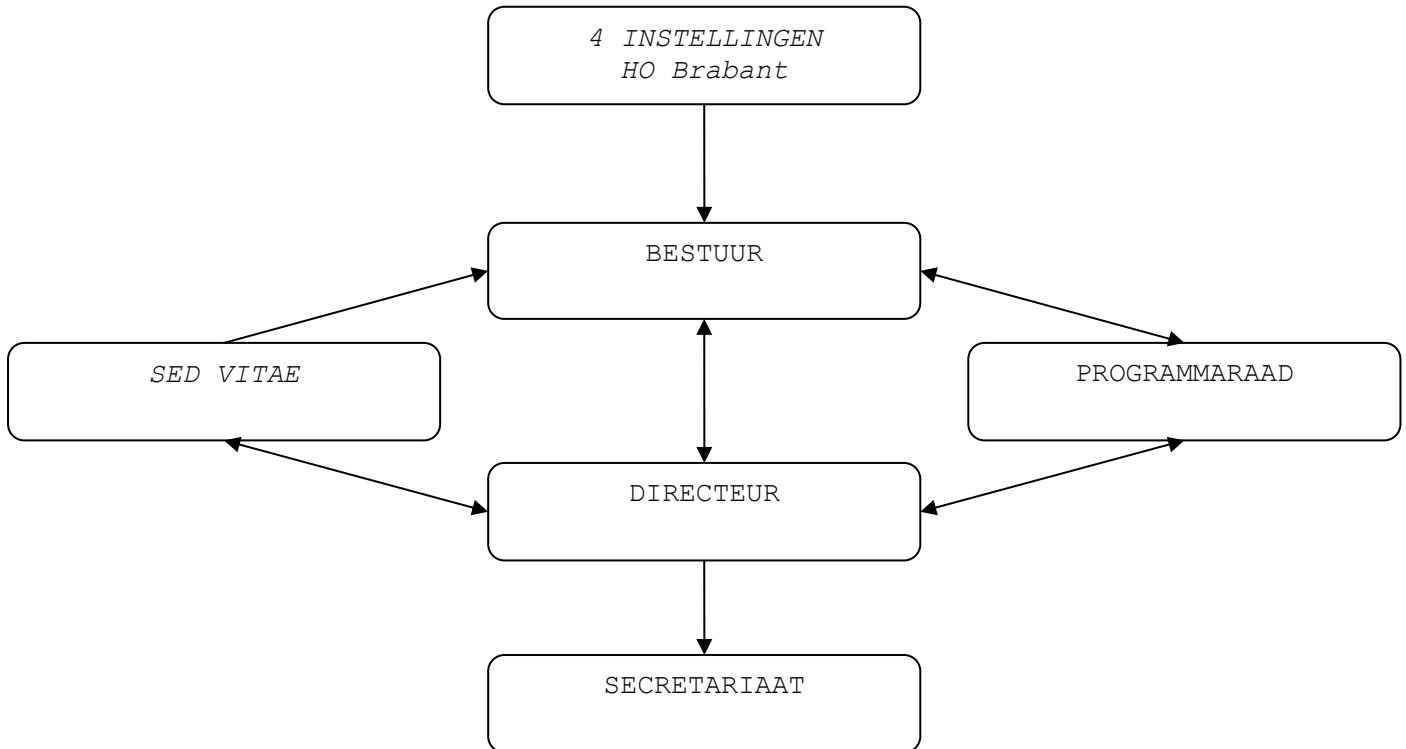 4 INSTELLINGEN
HO Brabant
BESTUUR
SED VITAE
PROGRAMMARAAD
DIRECTEUR
SECRETARIAAT